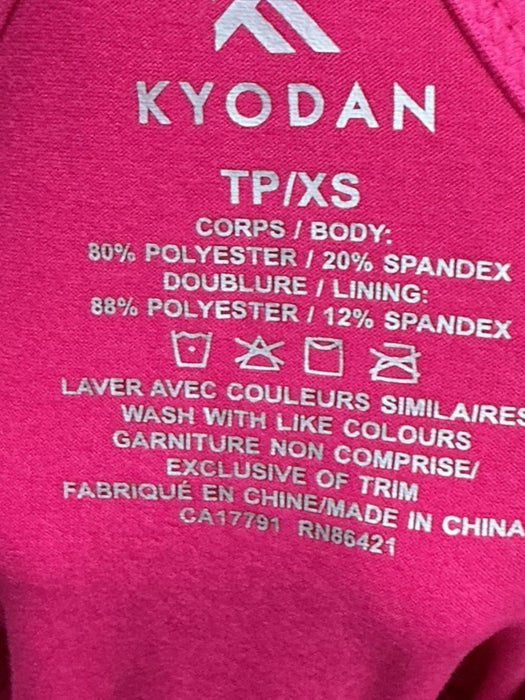 KYODAN
TP/XS
CORPS / BODY:
80% POLYESTER / 20% SPANDEX
DOUBLURE / LINING:
88% POLYESTER / 12% SPANDEX
LAVER AVEC COULEURS SIMILAIRES
WASH WITH LIKE COLOURS
GARNITURE NON COMPRISE/
EXCLUSIVE OF TRIM
FABRIQUÉ EN CHINE/MADE IN CHINA
CA17791 RN86421